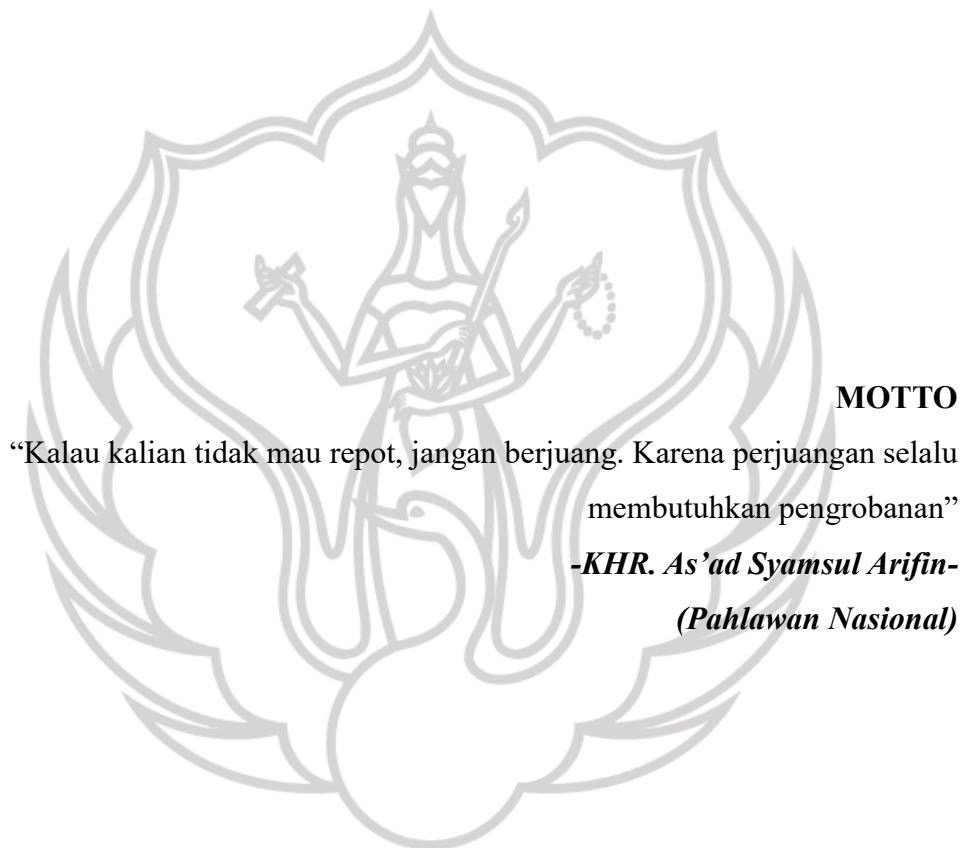 MOTTO
“Kalau kalian tidak mau repot, jangan berjuang. Karena perjuangan selalu
membutuhkan pengrobanan”
-KHR. As’ad Syamsul Arifin-
(Pahlawan Nasional)